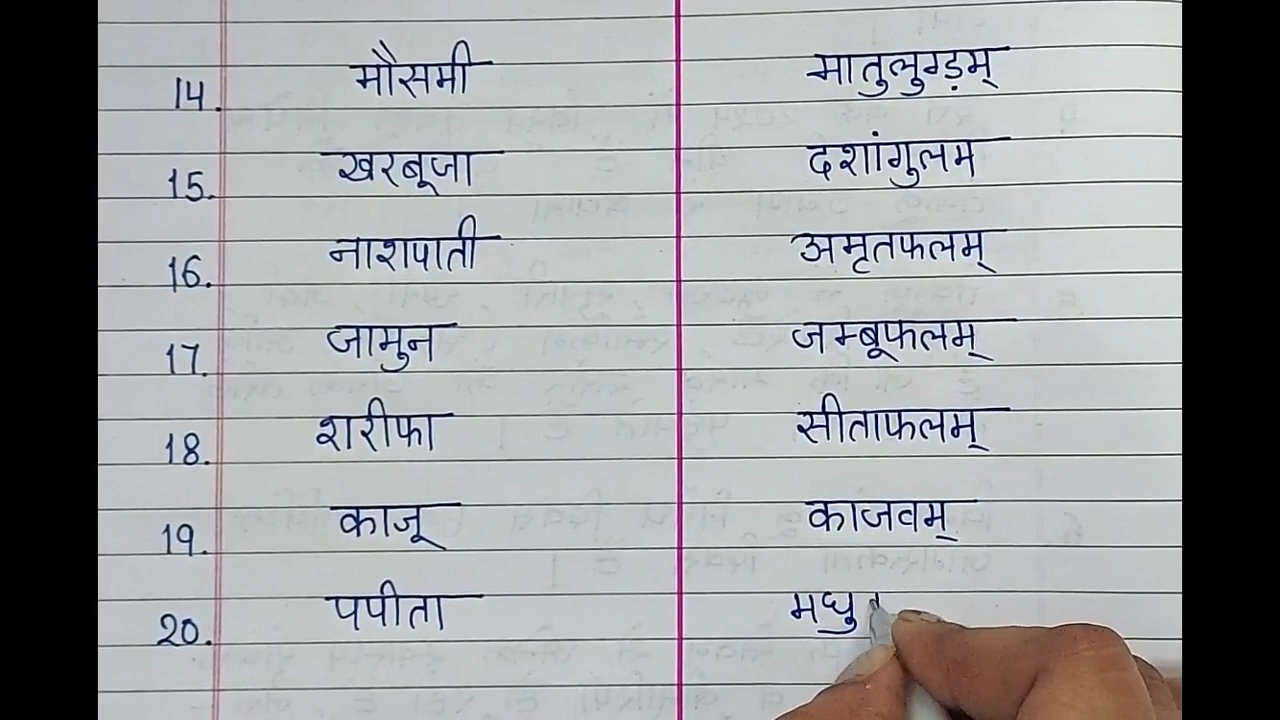 14. मौसमी मातुलुग्ड़म्
15. खरबूजा दशांगुलम
16. नाशपाती अमृतफलम्
17. जामुन जम्बूफलम्
18. शरीफा सीताफलम्
19. काजू काजवम्
20. पपीता मधु